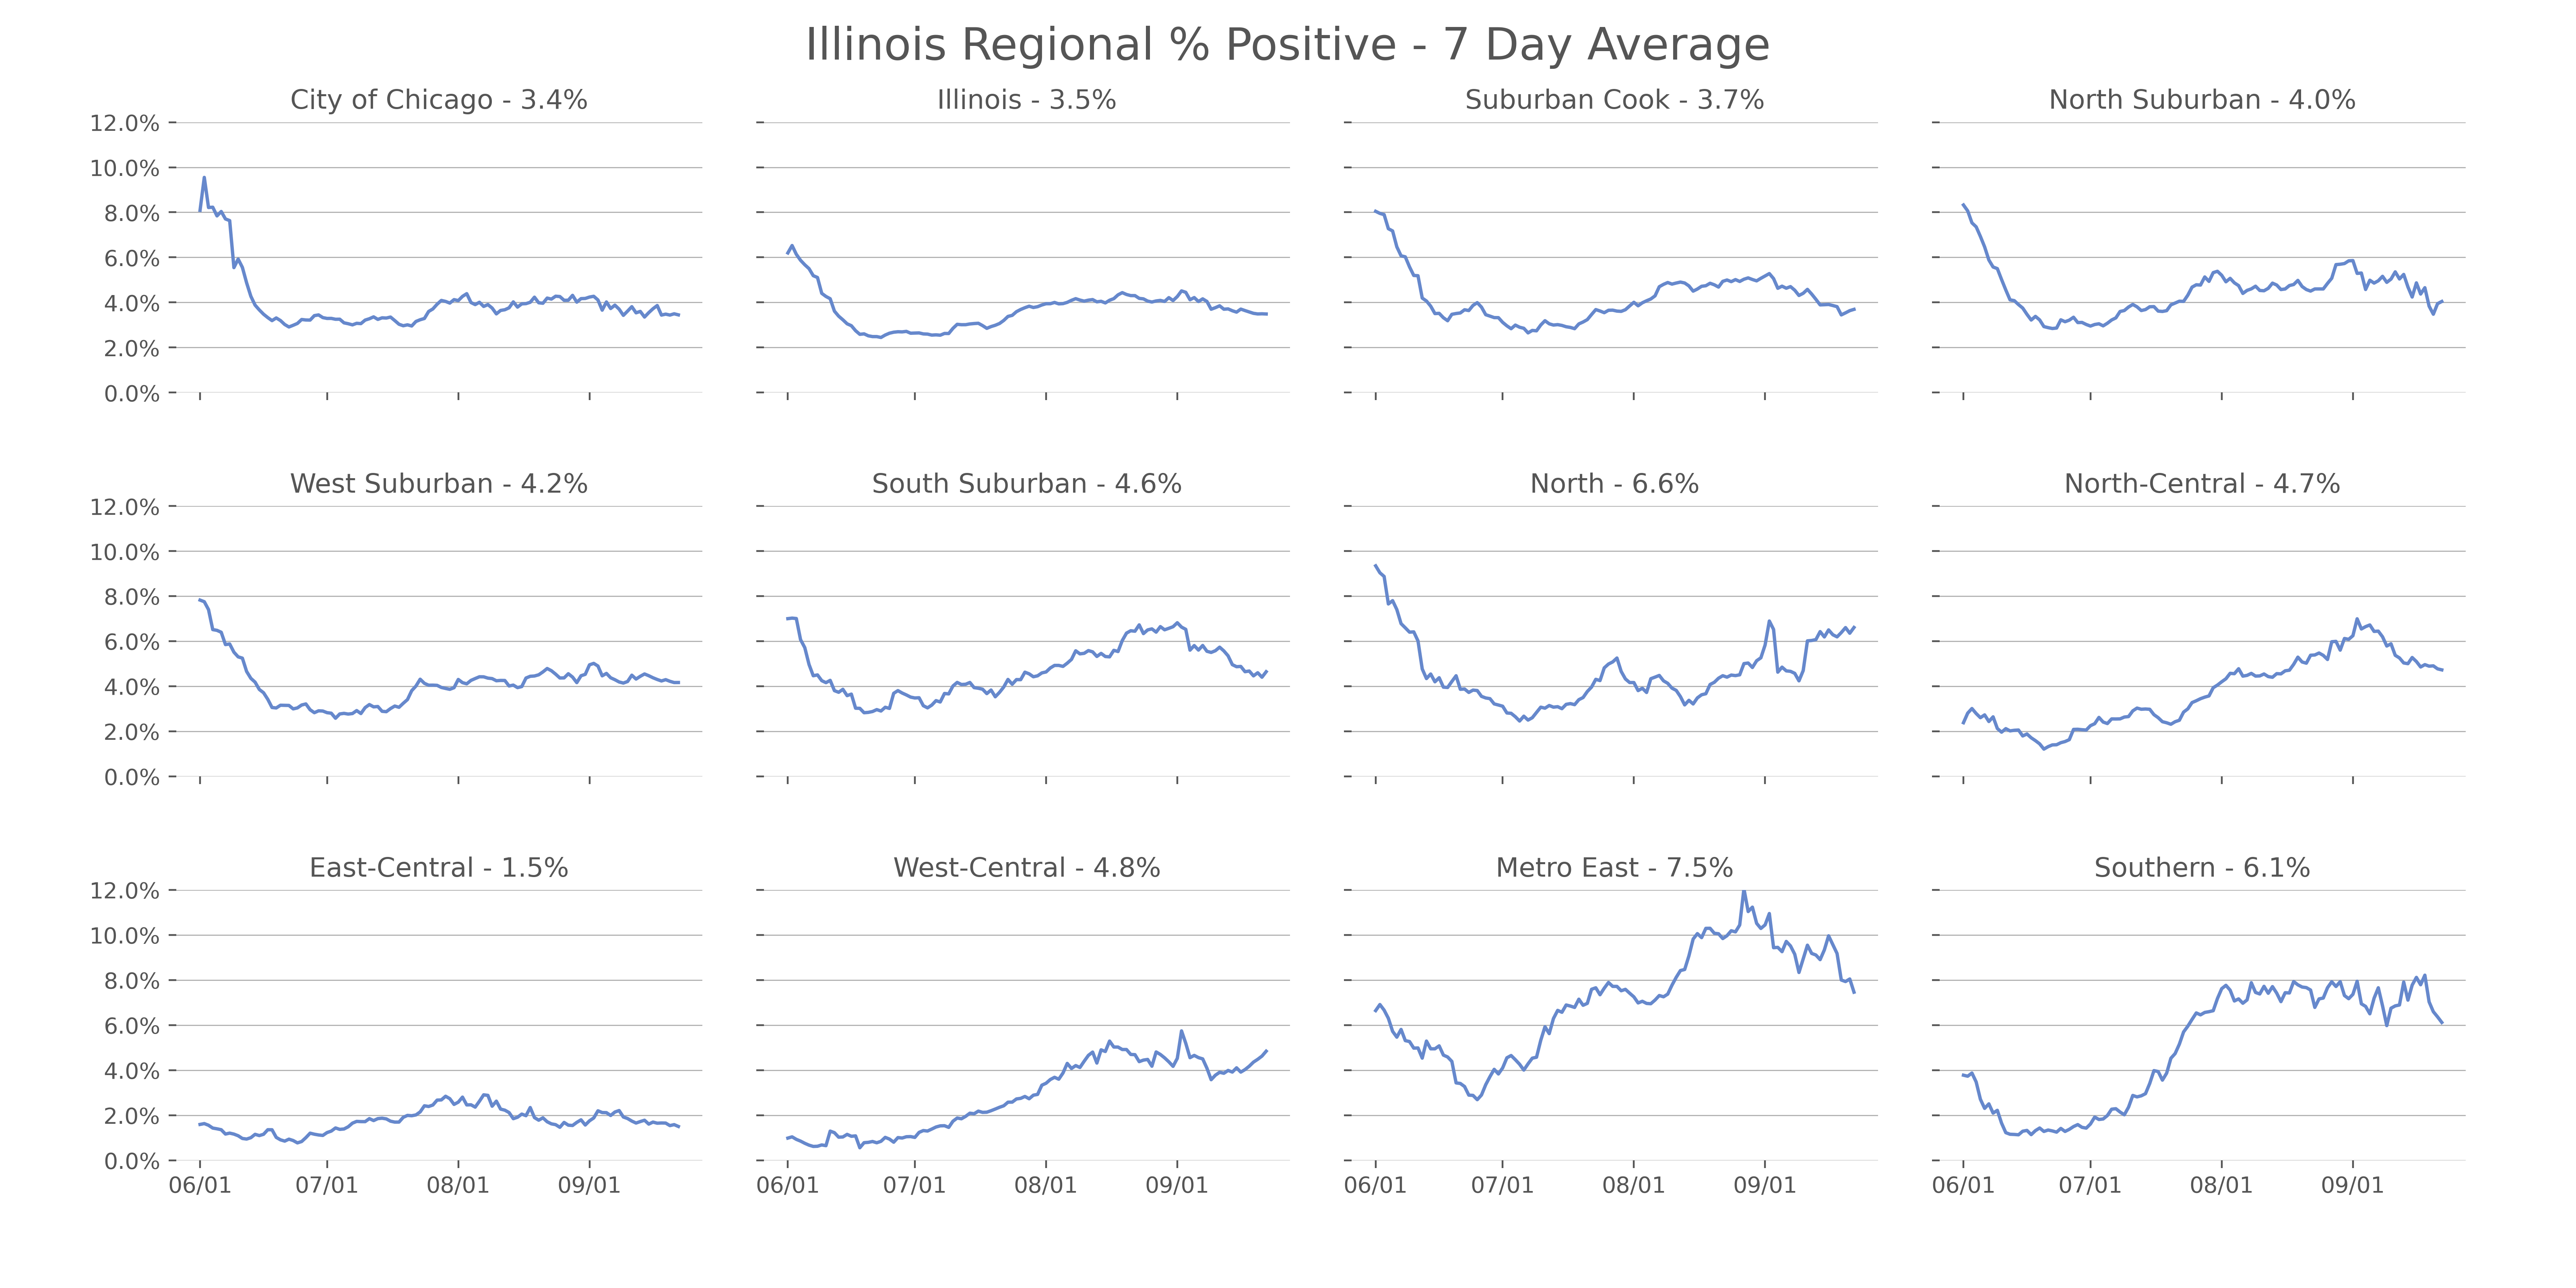 Illinois Regional % Positive - 7 Day Average
City of Chicago - 3.4%
Illinois - 3.5%
Suburban Cook - 3.7%
North Suburban - 4.0%
12.0%
10.0%
8.0%
6.0%
4.0%
2.0%
0.0%
West Suburban - 4.2%
South Suburban - 4.6%
North - 6.6%
North-Central - 4.7%
12.0%
10.0%
8.0%
6.0%
4.0%
2.0%
0.0%
East-Central - 1.5%
West-Central - 4.8%
Metro East - 7.5%
Southern - 6.1%
12.0%
10.0%
8.0%
6.0%
4.0%
2.0%
0.0%
06/01 07/01 08/01 09/01
06/01 07/01 08/01 09/01
06/01 07/01 08/01 09/01
06/01 07/01 08/01 09/01